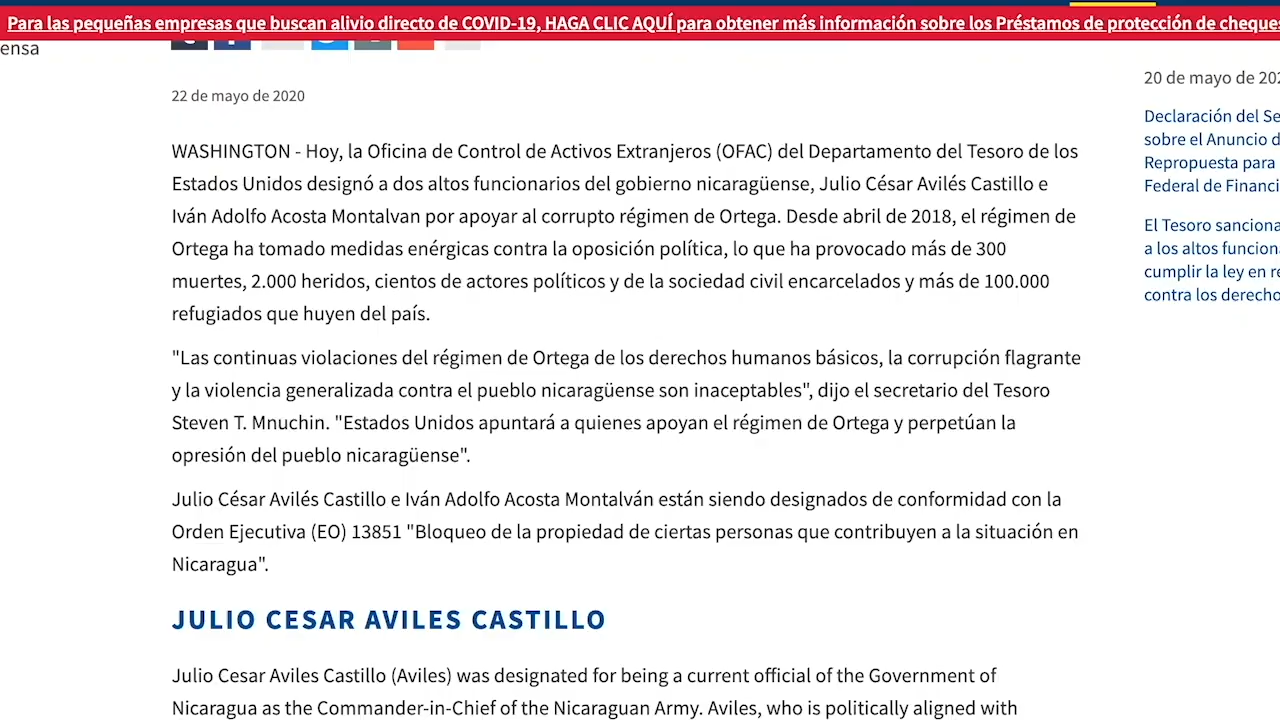 Para las pequeñas empresas que buscan alivio directo de COVID-19, HAGA CLIC AQUÍ para obtener más información sobre los Préstamos de protección de cheque
ensa
22 de mayo de 2020
WASHINGTON - Hoy, la Oficina de Control de Activos Extranjeros (OFAC) del Departamento del Tesoro de los
Estados Unidos designó a dos altos funcionarios del gobierno nicaragüense, Julio César Avilés Castillo e
Iván Adolfo Acosta Montalvan por apoyar al corrupto régimen de Ortega. Desde abril de 2018, el régimen de
Ortega ha tomado medidas enérgicas contra la oposición política, lo que ha provocado más de 300
muertes, 2.000 heridos, cientos de actores políticos y de la sociedad civil encarcelados y más de 100.000
refugiados que huyen del país.
"Las continuas violaciones del régimen de Ortega de los derechos humanos básicos, la corrupción flagrante
y la violencia generalizada contra el pueblo nicaragüense son inaceptables", dijo el secretario del Tesoro
Steven T. Mnuchin. "Estados Unidos apuntará a quienes apoyan el régimen de Ortega y perpetúan la
opresión del pueblo nicaragüense".
Julio César Avilés Castillo e Iván Adolfo Acosta Montalván están siendo designados de conformidad con la
Orden Ejecutiva (EO) 13851 "Bloqueo de la propiedad de ciertas personas que contribuyen a la situación en
Nicaragua".
JULIO CESAR AVILES CASTILLO
Julio Cesar Aviles Castillo (Aviles) was designated for being a current official of the Government of
Nicaragua as the Commander-in-Chief of the Nicaraguan Army. Aviles, who is politically aligned with
20 de mayo de 202
Declaración del Se
sobre el Anuncio d
Repropuesta para
Federal de Financi
El Tesoro sanciona
a los altos funcion
cumplir la ley en re
contra los derecho